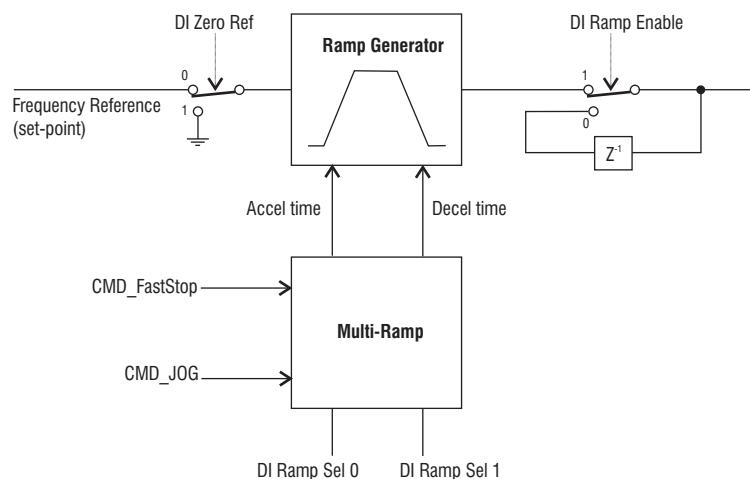 DI Zero Ref
Ramp Generator
DI Ramp Enable
0
1
1
0
Frequency Reference
(set-point)
Z⁻¹
Accel time
Decel time
CMD_FastStop
Multi-Ramp
CMD_JOG
DI Ramp Sel 0
DI Ramp Sel 1